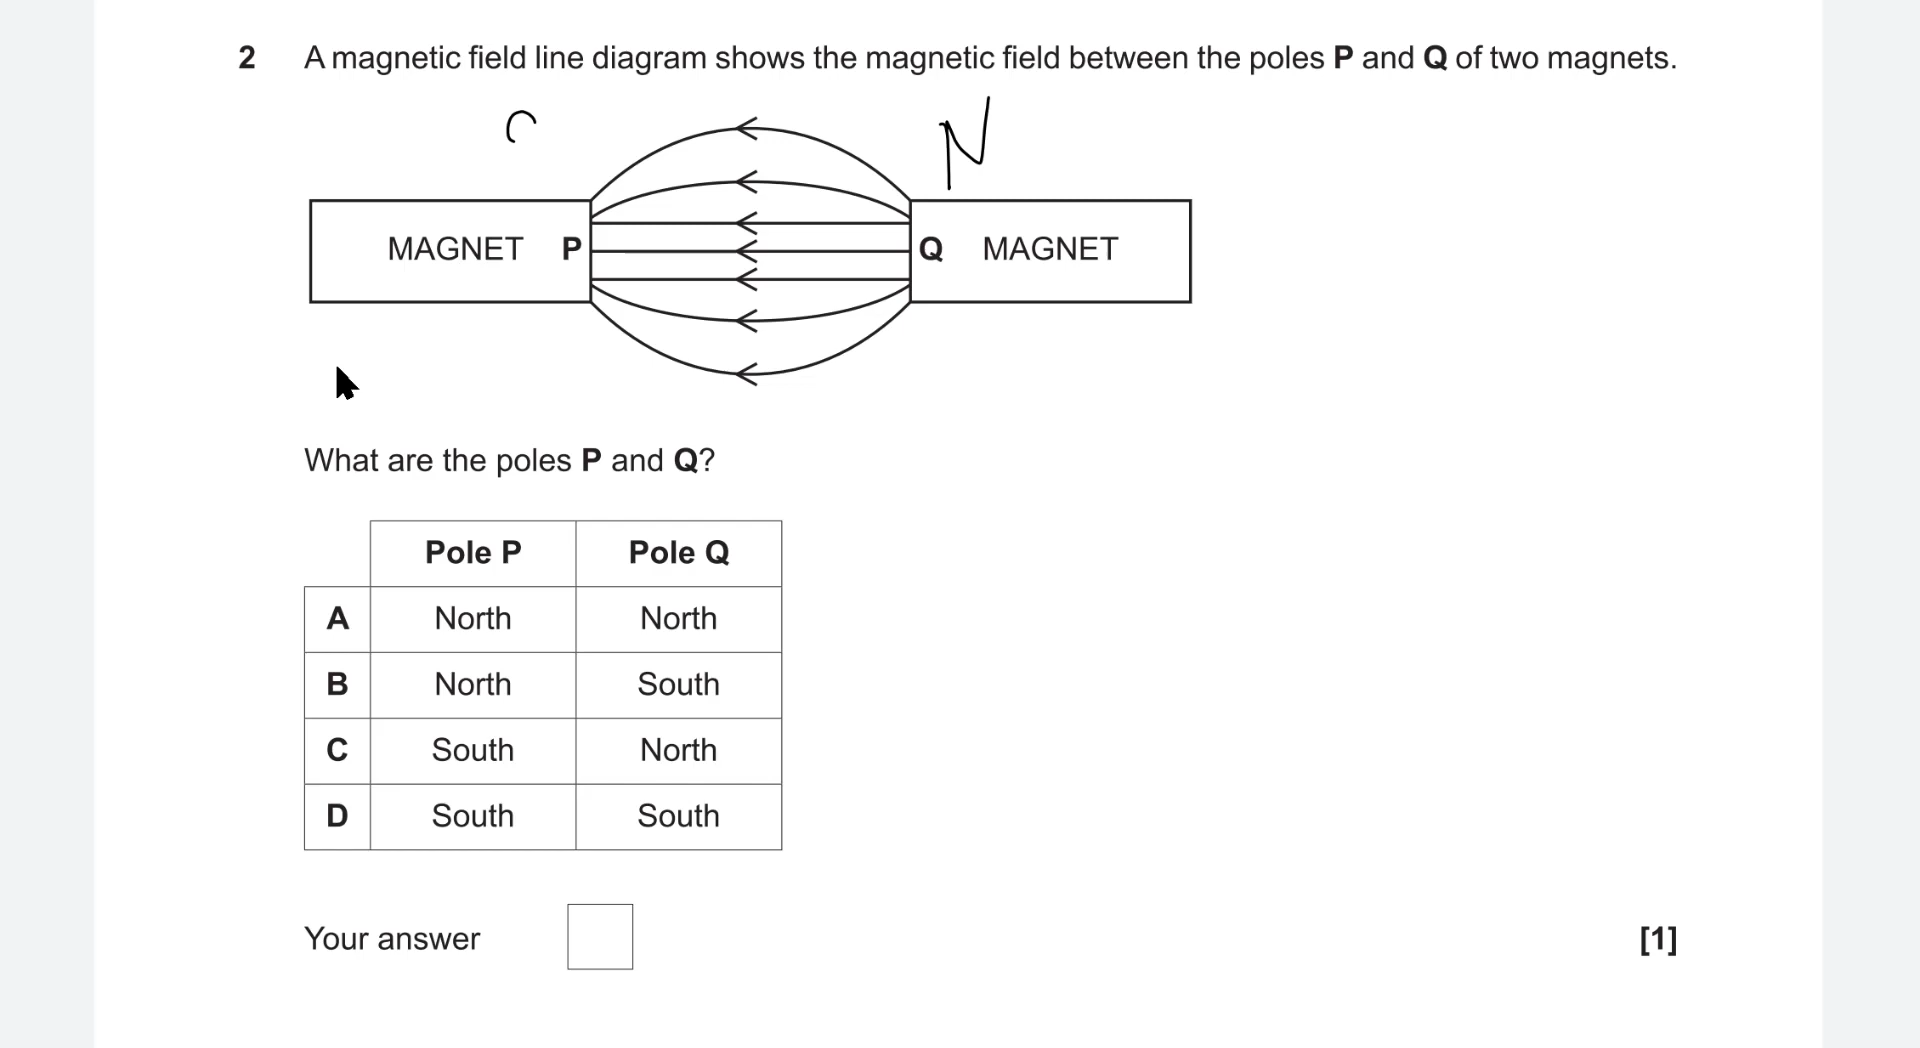 2 A magnetic field line diagram shows the magnetic field between the poles P and Q of two magnets.
N
MAGNET P Q MAGNET
What are the poles P and Q?
Pole P Pole Q
A North North
B North South
C South North
D South South
Your answer [1]